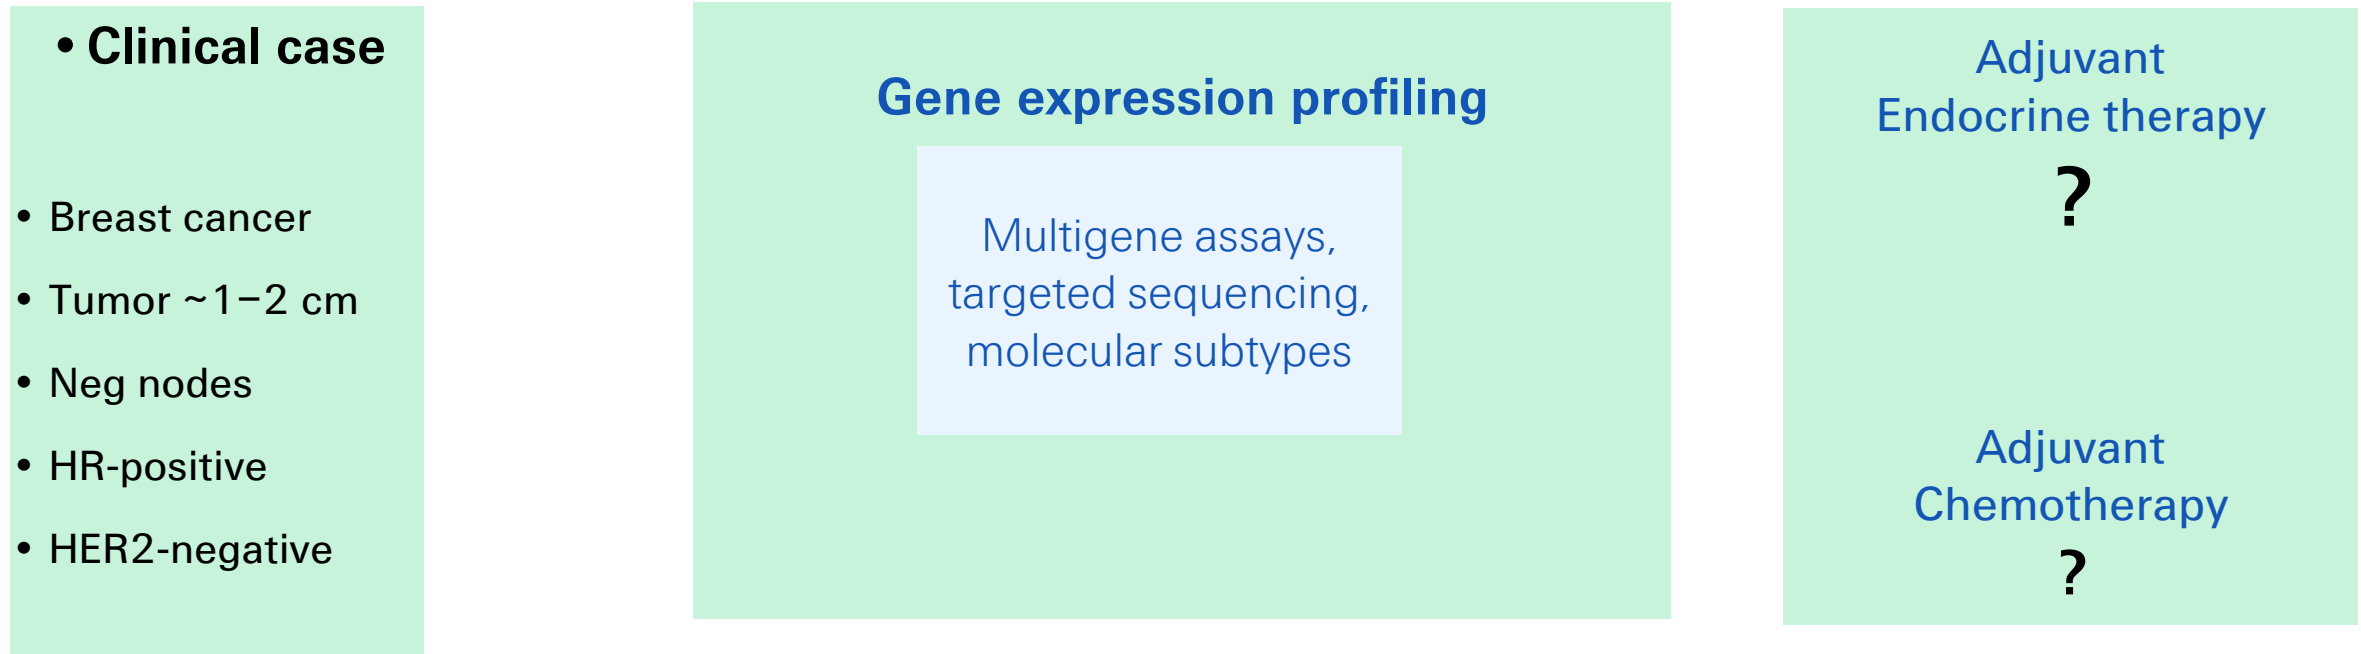 • Clinical case
• Breast cancer
• Tumor ~1–2 cm
• Neg nodes
• HR-positive
• HER2-negative
Gene expression profiling
Multigene assays,
targeted sequencing,
molecular subtypes
Adjuvant
Endocrine therapy
?
Adjuvant
Chemotherapy
?